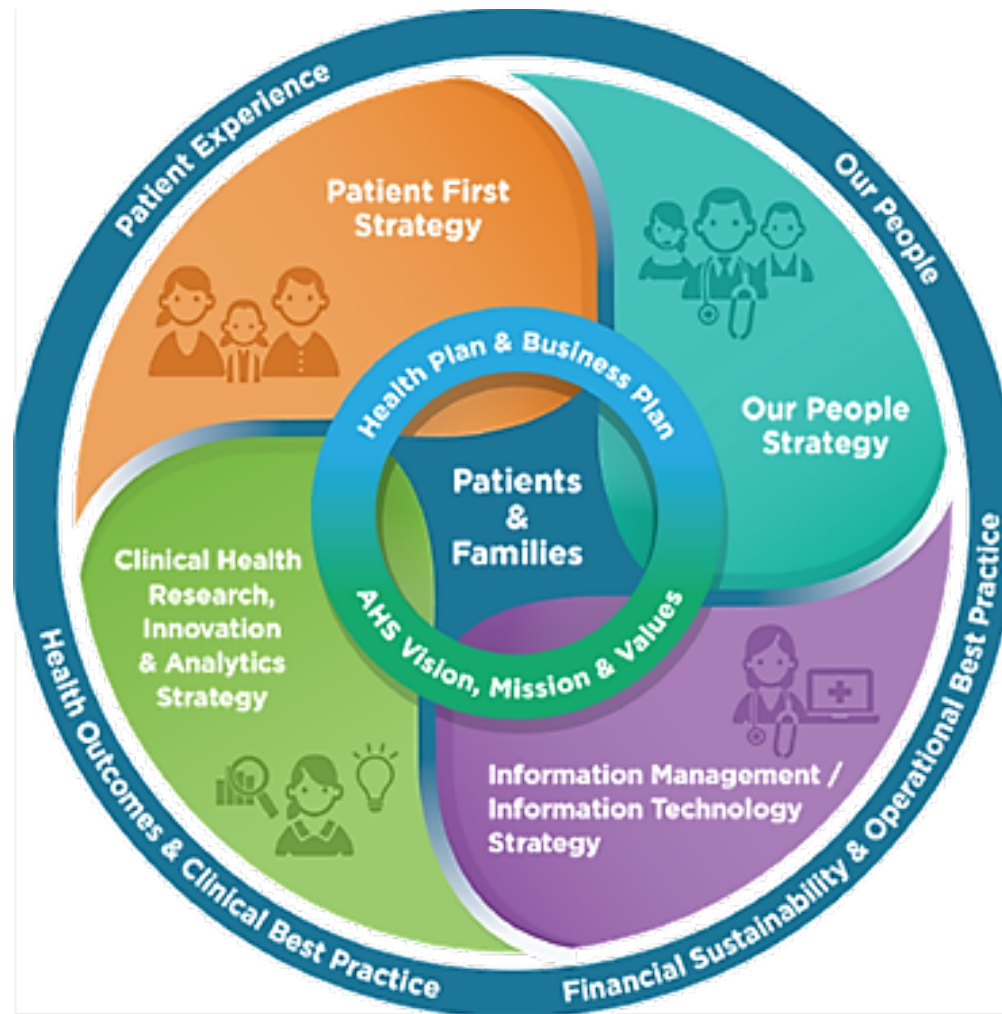 Patient Experience
Our People
Patient First
Strategy
Our People
Strategy
Health Plan & Business Plan
Patients
&
Families
AHS Vision, Mission & Values
Clinical Health
Research,
Innovation
& Analytics
Strategy
Information Management /
Information Technology
Strategy
Health Outcomes & Clinical Best Practice
Financial Sustainability & Operational Best Practice